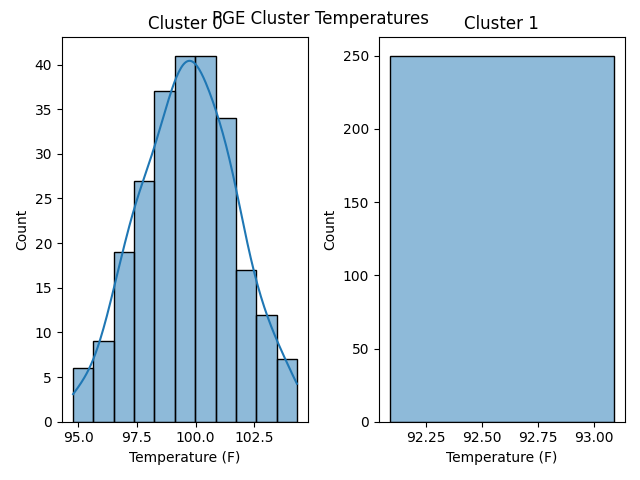 PGE Cluster Temperatures
Cluster 0
40
35
30
25
20
15
10
5
0
Count
95.0 97.5 100.0 102.5
Temperature (F)
Cluster 1
250
200
150
100
50
0
Count
92.25 92.50 92.75 93.00
Temperature (F)